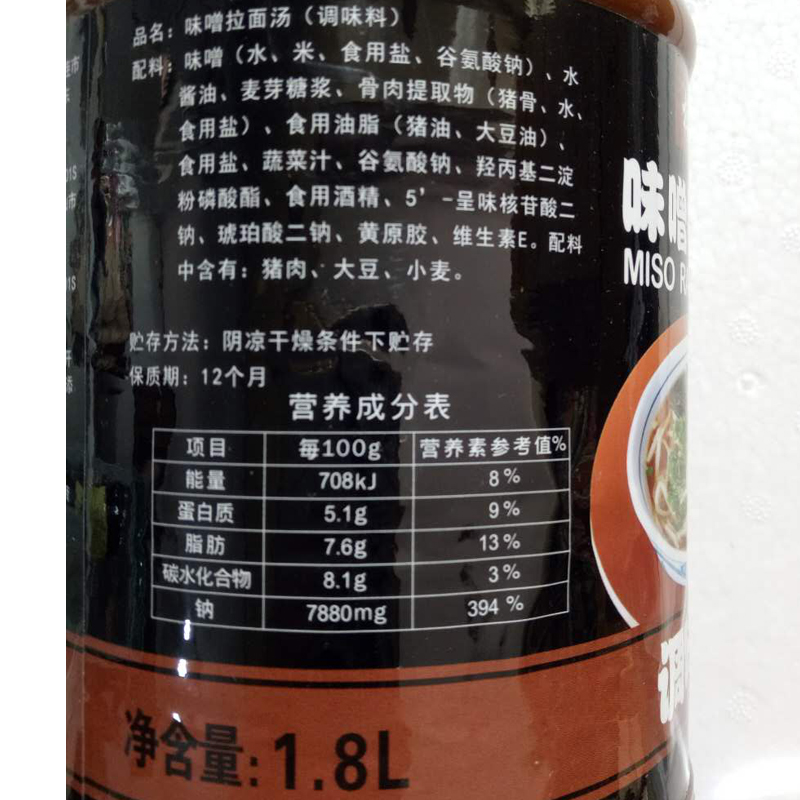 品名：味噌拉面汤（调味料）
配料：味噌（水、米、食用盐、谷氨酸钠）、水
酱油、麦芽糖浆、骨肉提取物（猪骨、水、
食用盐）、食用油脂（猪油、大豆油）、
食用盐、蔬菜汁、谷氨酸钠、羟丙基二淀
粉磷酸酯、食用酒精、5’-呈味核苷酸二
钠、琥珀酸二钠、黄原胶、维生素E。配料
中含有：猪肉、大豆、小麦。
贮存方法：阴凉干燥条件下贮存
保质期：12个月
营养成分表
项目 每100g 营养素参考值%
能量 708kJ 8%
蛋白质 5.1g 9%
脂肪 7.6g 13%
碳水化合物 8.1g 3%
钠 7880mg 394 %
净含量：1.8L
味噌
MISO
调